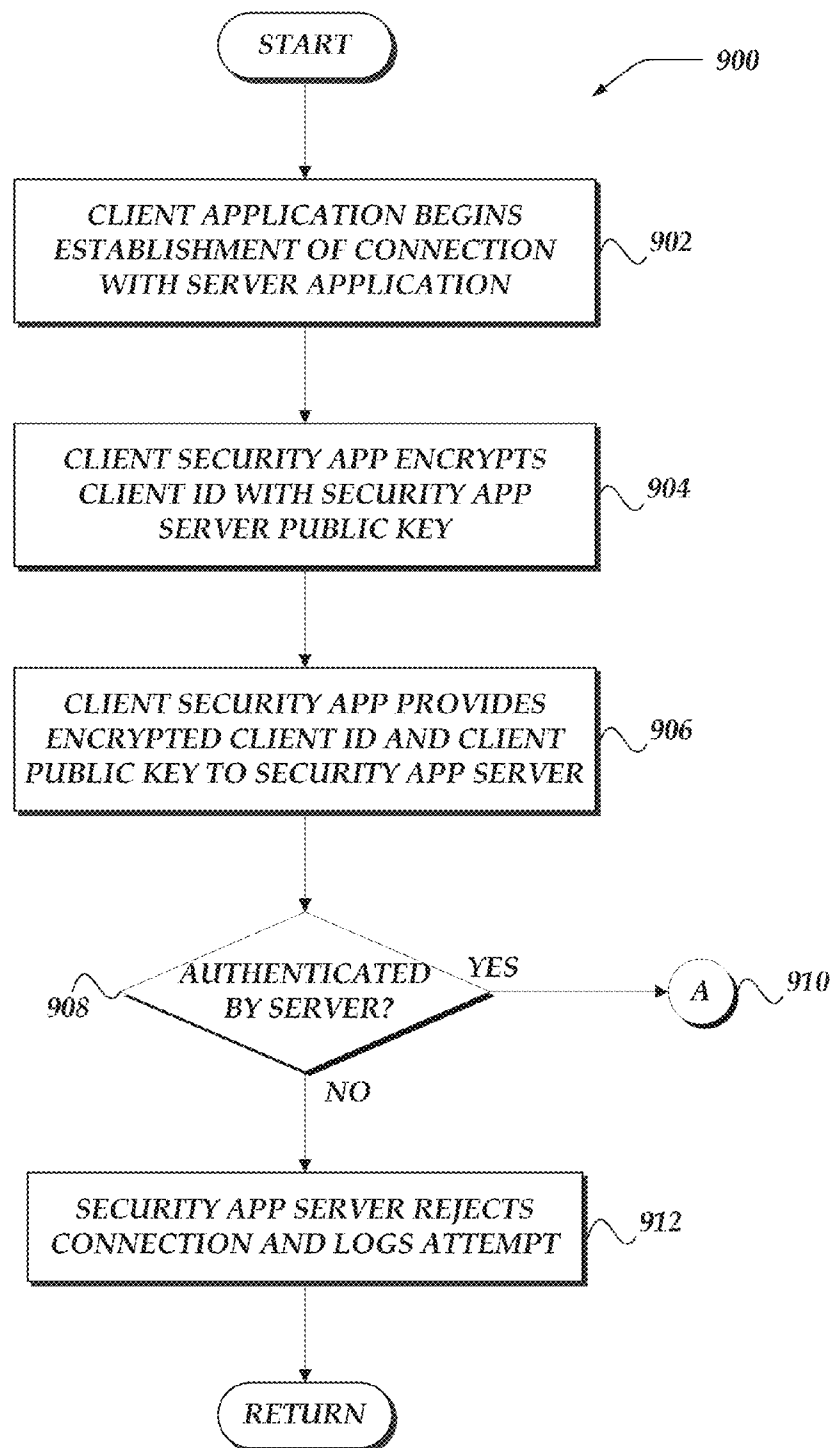 START
900
CLIENT APPLICATION BEGINS
ESTABLISHMENT OF CONNECTION
WITH SERVER APPLICATION
902
CLIENT SECURITY APP ENCRYPTS
CLIENT ID WITH SECURITY APP
SERVER PUBLIC KEY
904
CLIENT SECURITY APP PROVIDES
ENCRYPTED CLIENT ID AND CLIENT
PUBLIC KEY TO SECURITY APP SERVER
906
AUTHENTICATED
BY SERVER?
908
YES
A
910
NO
SECURITY APP SERVER REJECTS
CONNECTION AND LOGS ATTEMPT
912
RETURN